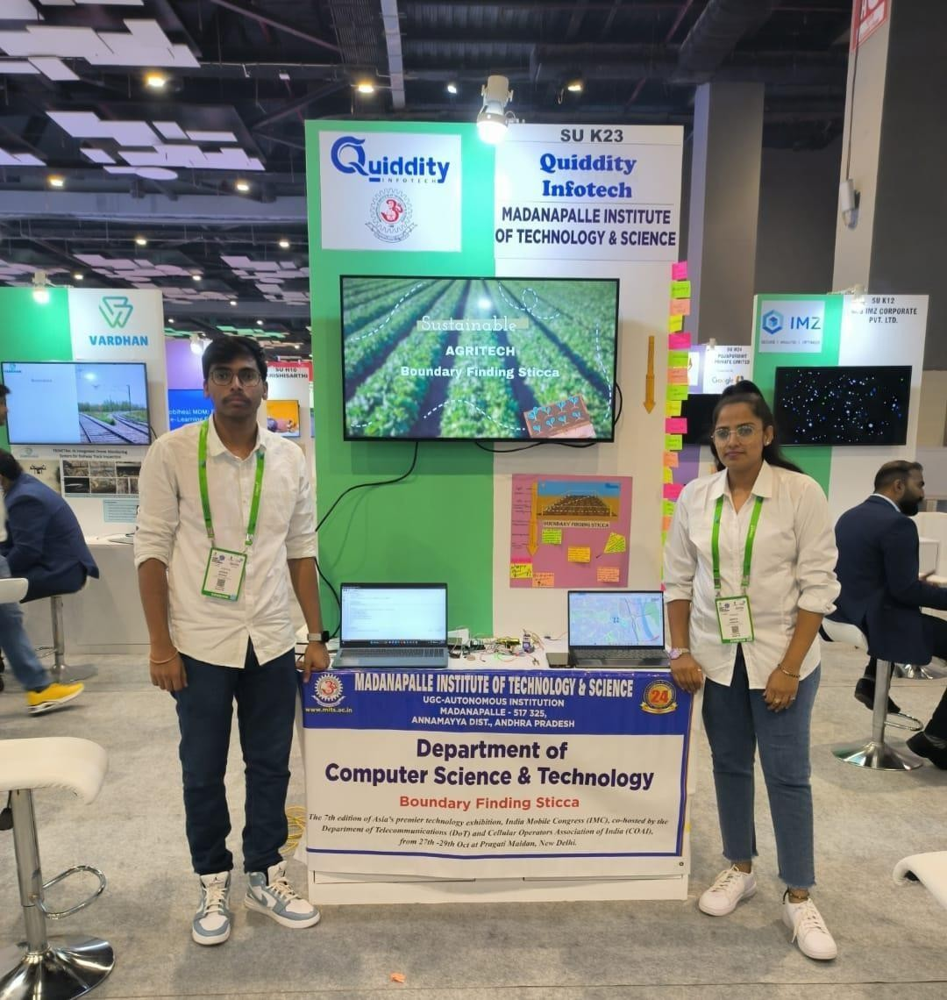 SU K23
Quiddity
INFOTECH
Quiddity
Infotech
MADANAPALLE INSTITUTE
OF TECHNOLOGY & SCIENCE
Sustainable
AGRITECH
Boundary Finding Sticca
BOUNDARY FINDING STICCA
MADANAPALLE INSTITUTE OF TECHNOLOGY & SCIENCE
UGC-AUTONOMOUS INSTITUTION
MADANAPALLE - 517 325,
ANNAMAYYA DIST., ANDHRA PRADESH
www.mits.ac.in
24
Department of
Computer Science & Technology
Boundary Finding Sticca
The 7th edition of Asia's premier technology exhibition, India Mobile Congress (IMC), co-hosted by the
Department of Telecommunications (DoT) and Cellular Operators Association of India (COAI),
from 27th -29th Oct at Pragati Maidan, New Delhi.
VARDHAN
SU H10
SU K12
IMZ CORPORATE
PVT. LTD.
IMZ
PRIVATE LIMITED
Google